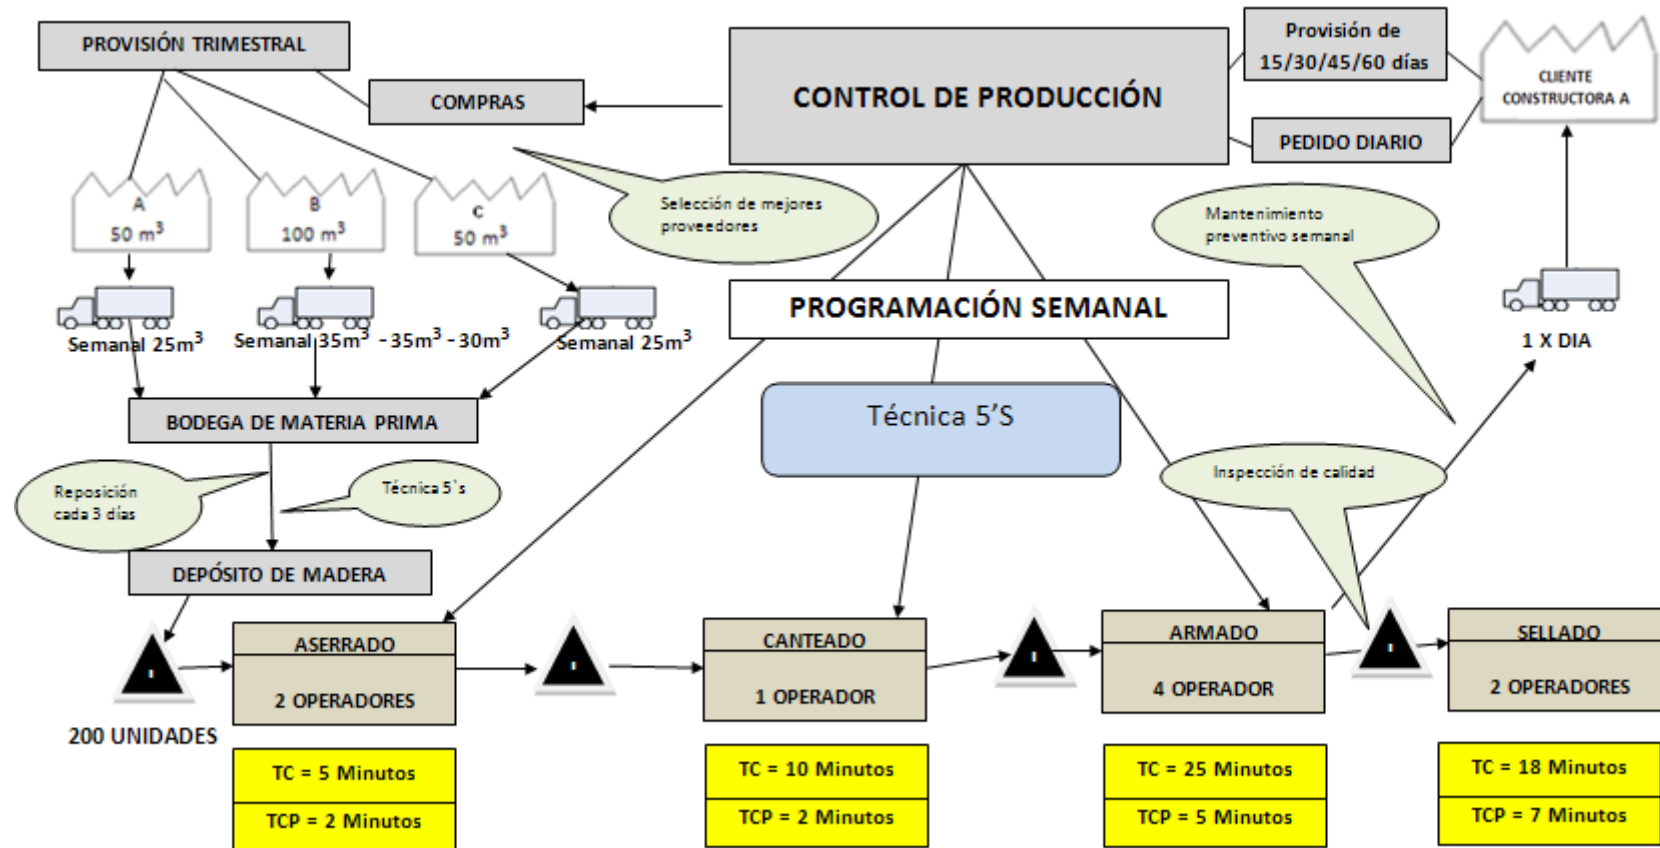 PROVISIÓN TRIMESTRAL
COMPRAS
CONTROL DE PRODUCCIÓN
Provisión de
15/30/45/60 días
PEDIDO DIARIO
CLIENTE
CONSTRUCTORA A
A
50 m³
B
100 m³
C
50 m³
Selección de mejores
proveedores
Mantenimiento
preventivo semanal
Semanal 25m³
Semanal 35m³ - 35m³ - 30m³
Semanal 25m³
PROGRAMACIÓN SEMANAL
1 X DIA
BODEGA DE MATERIA PRIMA
Técnica 5'S
Reposición
cada 3 días
Técnica 5`s
Inspección de calidad
DEPÓSITO DE MADERA
I
ASERRADO
2 OPERADORES
I
CANTEADO
1 OPERADOR
I
ARMADO
4 OPERADOR
I
SELLADO
2 OPERADORES
200 UNIDADES
TC = 5 Minutos
TCP = 2 Minutos
TC = 10 Minutos
TCP = 2 Minutos
TC = 25 Minutos
TCP = 5 Minutos
TC = 18 Minutos
TCP = 7 Minutos